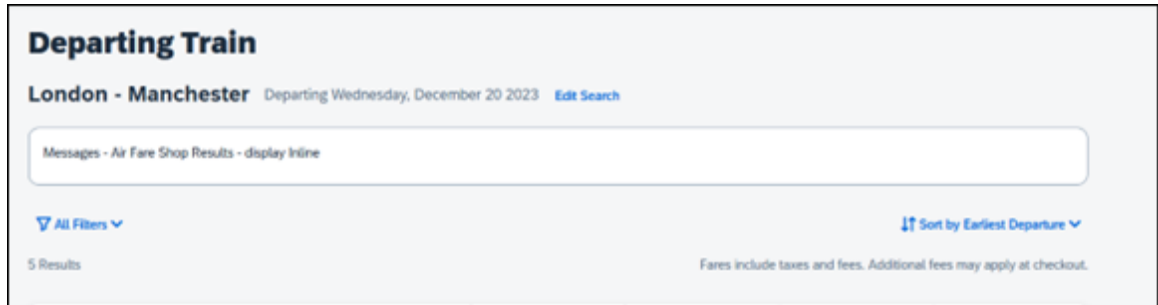 Departing Train
London - Manchester Departing Wednesday, December 20 2023 Edit Search
Messages - Air Fare Shop Results - display Inline
All Filters Sort by Earliest Departure
5 Results Fares include taxes and fees. Additional fees may apply at checkout.